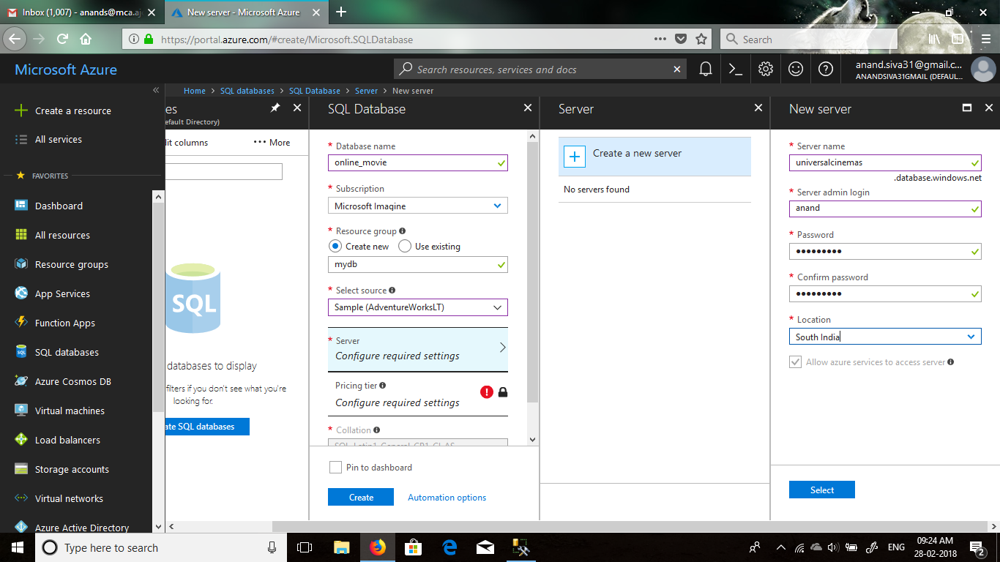 Inbox (1,007) - anands@mca.aj
New server - Microsoft Azure
https://portal.azure.com/#create/Microsoft.SQLDatabase
Search
Microsoft Azure
Search resources, services and docs
anand.siva31@gmail.c...
ANANDSIVA31GMAIL (DEFAUL...
Home > SQL databases > SQL Database > Server > New server
Create a resource
All services
FAVORITES
Dashboard
All resources
Resource groups
App Services
Function Apps
SQL databases
Azure Cosmos DB
Virtual machines
Load balancers
Storage accounts
Virtual networks
Azure Active Directory
es
efault Directory)
dit columns
••• More
SQL
databases to display
filters if you don't see what you're
looking for.
ate SQL databases
SQL Database
* Database name
online_movie
* Subscription
Microsoft Imagine
* Resource group
Create new
Use existing
mydb
* Select source
Sample (AdventureWorksLT)
* Server
Configure required settings
Pricing tier
Configure required settings
* Collation
SQL_Latin1_General_CP1_CI_AS
Pin to dashboard
Create
Automation options
Server
Create a new server
No servers found
New server
* Server name
universalcinemas
.database.windows.net
* Server admin login
anand
* Password
•••••••••
* Confirm password
•••••••••
* Location
South India
Allow azure services to access server
Select
Type here to search
ENG
09:24 AM
28-02-2018
2